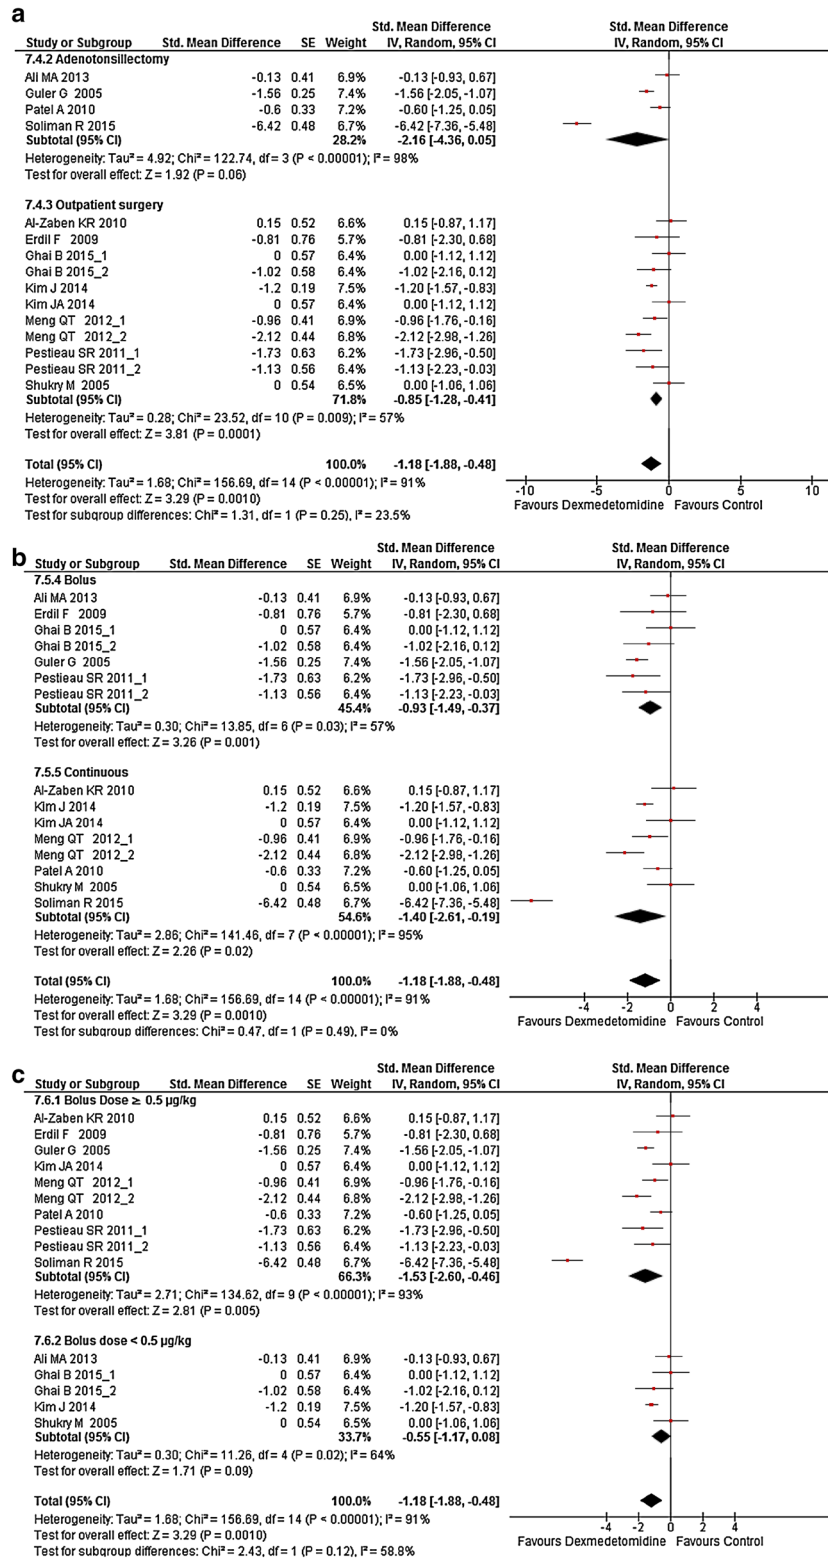 a
Std. Mean Difference Std. Mean Difference
Study or Subgroup Std. Mean Difference SE Weight IV, Random, 95% CI IV, Random, 95% CI
7.4.2 Adenotonsillectomy
Ali MA 2013 -0.13 0.41 6.9% -0.13 [-0.93, 0.67]
Guler G 2005 -1.56 0.25 7.4% -1.56 [-2.05, -1.07]
Patel A 2010 -0.6 0.33 7.2% -0.60 [-1.25, 0.05]
Soliman R 2015 -6.42 0.48 6.7% -6.42 [-7.36, -5.48]
Subtotal (95% CI) 28.2% -2.16 [-4.36, 0.05]
Heterogeneity: Tau² = 4.92; Chi² = 122.74, df = 3 (P < 0.00001); I² = 98%
Test for overall effect: Z = 1.92 (P = 0.06)
7.4.3 Outpatient surgery
Al-Zaben KR 2010 0.15 0.52 6.6% 0.15 [-0.87, 1.17]
Erdil F 2009 -0.81 0.76 5.7% -0.81 [-2.30, 0.68]
Ghai B 2015_1 0 0.57 6.4% 0.00 [-1.12, 1.12]
Ghai B 2015_2 -1.02 0.58 6.4% -1.02 [-2.16, 0.12]
Kim J 2014 -1.2 0.19 7.5% -1.20 [-1.57, -0.83]
Kim JA 2014 0 0.57 6.4% 0.00 [-1.12, 1.12]
Meng QT 2012_1 -0.96 0.41 6.9% -0.96 [-1.76, -0.16]
Meng QT 2012_2 -2.12 0.44 6.8% -2.12 [-2.98, -1.26]
Pestieau SR 2011_1 -1.73 0.63 6.2% -1.73 [-2.96, -0.50]
Pestieau SR 2011_2 -1.13 0.56 6.4% -1.13 [-2.23, -0.03]
Shukry M 2005 0 0.54 6.5% 0.00 [-1.06, 1.06]
Subtotal (95% CI) 71.8% -0.85 [-1.28, -0.41]
Heterogeneity: Tau² = 0.28; Chi² = 23.52, df = 10 (P = 0.009); I² = 57%
Test for overall effect: Z = 3.81 (P = 0.0001)
Total (95% CI) 100.0% -1.18 [-1.88, -0.48]
Heterogeneity: Tau² = 1.68; Chi² = 156.69, df = 14 (P < 0.00001); I² = 91%
-10 -5 0 5 10
Test for overall effect: Z = 3.29 (P = 0.0010)
Favours Dexmedetomidine Favours Control
Test for subgroup differences: Chi² = 1.31, df = 1 (P = 0.25), I² = 23.5%
b
Std. Mean Difference Std. Mean Difference
Study or Subgroup Std. Mean Difference SE Weight IV, Random, 95% CI IV, Random, 95% CI
7.5.4 Bolus
Ali MA 2013 -0.13 0.41 6.9% -0.13 [-0.93, 0.67]
Erdil F 2009 -0.81 0.76 5.7% -0.81 [-2.30, 0.68]
Ghai B 2015_1 0 0.57 6.4% 0.00 [-1.12, 1.12]
Ghai B 2015_2 -1.02 0.58 6.4% -1.02 [-2.16, 0.12]
Guler G 2005 -1.56 0.25 7.4% -1.56 [-2.05, -1.07]
Pestieau SR 2011_1 -1.73 0.63 6.2% -1.73 [-2.96, -0.50]
Pestieau SR 2011_2 -1.13 0.56 6.4% -1.13 [-2.23, -0.03]
Subtotal (95% CI) 45.4% -0.93 [-1.49, -0.37]
Heterogeneity: Tau² = 0.30; Chi² = 13.85, df = 6 (P = 0.03); I² = 57%
Test for overall effect: Z = 3.26 (P = 0.001)
7.5.5 Continuous
Al-Zaben KR 2010 0.15 0.52 6.6% 0.15 [-0.87, 1.17]
Kim J 2014 -1.2 0.19 7.5% -1.20 [-1.57, -0.83]
Kim JA 2014 0 0.57 6.4% 0.00 [-1.12, 1.12]
Meng QT 2012_1 -0.96 0.41 6.9% -0.96 [-1.76, -0.16]
Meng QT 2012_2 -2.12 0.44 6.8% -2.12 [-2.98, -1.26]
Patel A 2010 -0.6 0.33 7.2% -0.60 [-1.25, 0.05]
Shukry M 2005 0 0.54 6.5% 0.00 [-1.06, 1.06]
Soliman R 2015 -6.42 0.48 6.7% -6.42 [-7.36, -5.48]
Subtotal (95% CI) 54.6% -1.40 [-2.61, -0.19]
Heterogeneity: Tau² = 2.86; Chi² = 141.46, df = 7 (P < 0.00001); I² = 95%
Test for overall effect: Z = 2.26 (P = 0.02)
Total (95% CI) 100.0% -1.18 [-1.88, -0.48]
Heterogeneity: Tau² = 1.68; Chi² = 156.69, df = 14 (P < 0.00001); I² = 91%
-4 -2 0 2 4
Test for overall effect: Z = 3.29 (P = 0.0010)
Favours Dexmedetomidine Favours Control
Test for subgroup differences: Chi² = 0.47, df = 1 (P = 0.49), I² = 0%
c
Std. Mean Difference Std. Mean Difference
Study or Subgroup Std. Mean Difference SE Weight IV, Random, 95% CI IV, Random, 95% CI
7.6.1 Bolus Dose ≥ 0.5 µg/kg
Al-Zaben KR 2010 0.15 0.52 6.6% 0.15 [-0.87, 1.17]
Erdil F 2009 -0.81 0.76 5.7% -0.81 [-2.30, 0.68]
Guler G 2005 -1.56 0.25 7.4% -1.56 [-2.05, -1.07]
Kim JA 2014 0 0.57 6.4% 0.00 [-1.12, 1.12]
Meng QT 2012_1 -0.96 0.41 6.9% -0.96 [-1.76, -0.16]
Meng QT 2012_2 -2.12 0.44 6.8% -2.12 [-2.98, -1.26]
Patel A 2010 -0.6 0.33 7.2% -0.60 [-1.25, 0.05]
Pestieau SR 2011_1 -1.73 0.63 6.2% -1.73 [-2.96, -0.50]
Pestieau SR 2011_2 -1.13 0.56 6.4% -1.13 [-2.23, -0.03]
Soliman R 2015 -6.42 0.48 6.7% -6.42 [-7.36, -5.48]
Subtotal (95% CI) 66.3% -1.53 [-2.60, -0.46]
Heterogeneity: Tau² = 2.71; Chi² = 134.62, df = 9 (P < 0.00001); I² = 93%
Test for overall effect: Z = 2.81 (P = 0.005)
7.6.2 Bolus dose < 0.5 µg/kg
Ali MA 2013 -0.13 0.41 6.9% -0.13 [-0.93, 0.67]
Ghai B 2015_1 0 0.57 6.4% 0.00 [-1.12, 1.12]
Ghai B 2015_2 -1.02 0.58 6.4% -1.02 [-2.16, 0.12]
Kim J 2014 -1.2 0.19 7.5% -1.20 [-1.57, -0.83]
Shukry M 2005 0 0.54 6.5% 0.00 [-1.06, 1.06]
Subtotal (95% CI) 33.7% -0.55 [-1.17, 0.08]
Heterogeneity: Tau² = 0.30; Chi² = 11.26, df = 4 (P = 0.02); I² = 64%
Test for overall effect: Z = 1.71 (P = 0.09)
Total (95% CI) 100.0% -1.18 [-1.88, -0.48]
Heterogeneity: Tau² = 1.68; Chi² = 156.69, df = 14 (P < 0.00001); I² = 91%
-4 -2 0 2 4
Test for overall effect: Z = 3.29 (P = 0.0010)
Favours Dexmedetomidine Favours Control
Test for subgroup differences: Chi² = 2.43, df = 1 (P = 0.12), I² = 58.8%